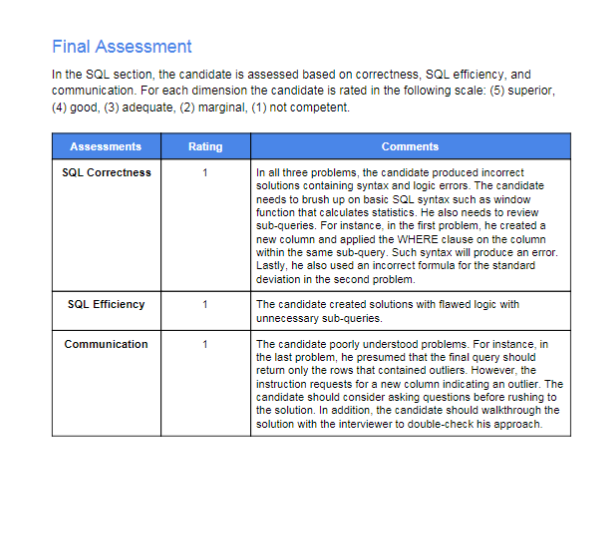 Final Assessment
In the SQL section, the candidate is assessed based on correctness, SQL efficiency, and
communication. For each dimension the candidate is rated in the following scale: (5) superior,
(4) good, (3) adequate, (2) marginal, (1) not competent.
Assessments Rating Comments
SQL Correctness 1 In all three problems, the candidate produced incorrect
solutions containing syntax and logic errors. The candidate
needs to brush up on basic SQL syntax such as window
function that calculates statistics. He also needs to review
sub-queries. For instance, in the first problem, he created a
new column and applied the WHERE clause on the column
within the same sub-query. Such syntax will produce an error.
Lastly, he also used an incorrect formula for the standard
deviation in the second problem.
SQL Efficiency 1 The candidate created solutions with flawed logic with
unnecessary sub-queries.
Communication 1 The candidate poorly understood problems. For instance, in
the last problem, he presumed that the final query should
return only the rows that contained outliers. However, the
instruction requests for a new column indicating an outlier. The
candidate should consider asking questions before rushing to
the solution. In addition, the candidate should walkthrough the
solution with the interviewer to double-check his approach.